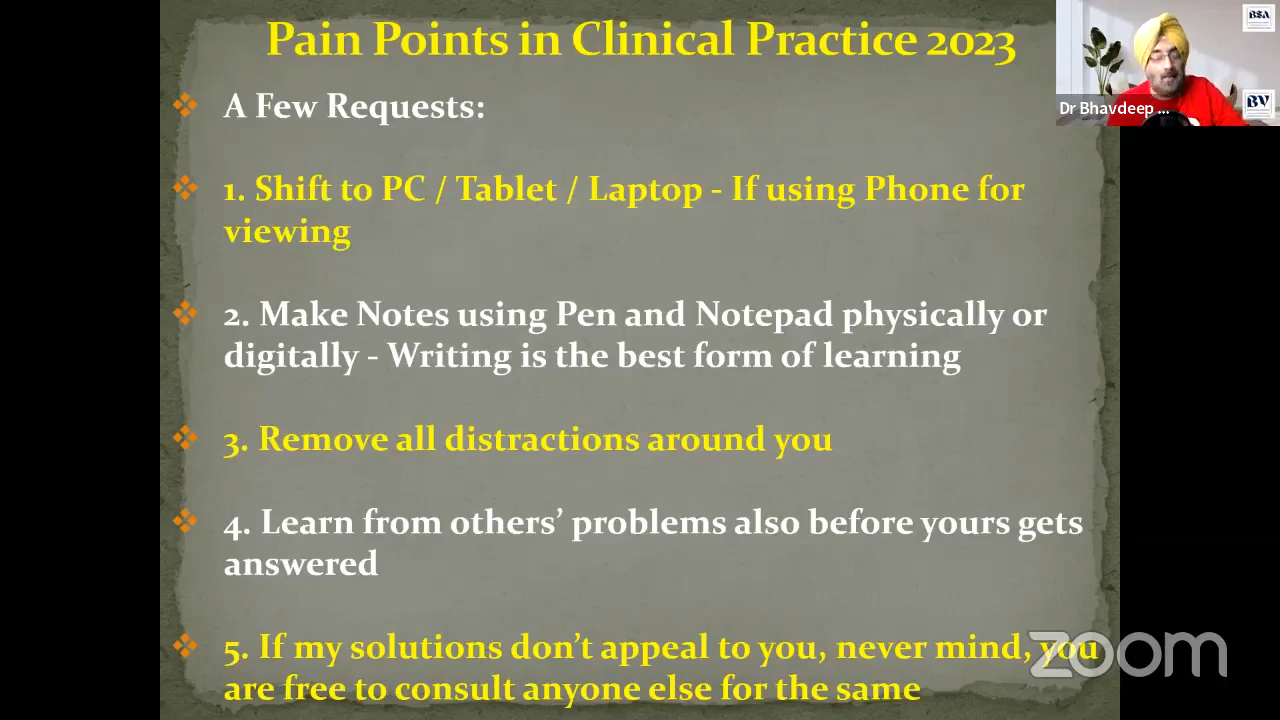 Pain Points in Clinical Practice 2023
A Few Requests:
1. Shift to PC / Tablet / Laptop - If using Phone for
viewing
2. Make Notes using Pen and Notepad physically or
digitally - Writing is the best form of learning
3. Remove all distractions around you
4. Learn from others’ problems also before yours gets
answered
5. If my solutions don’t appeal to you, never mind, you
are free to consult anyone else for the same
BSA
BV
Dr Bhavdeep ...
zoom